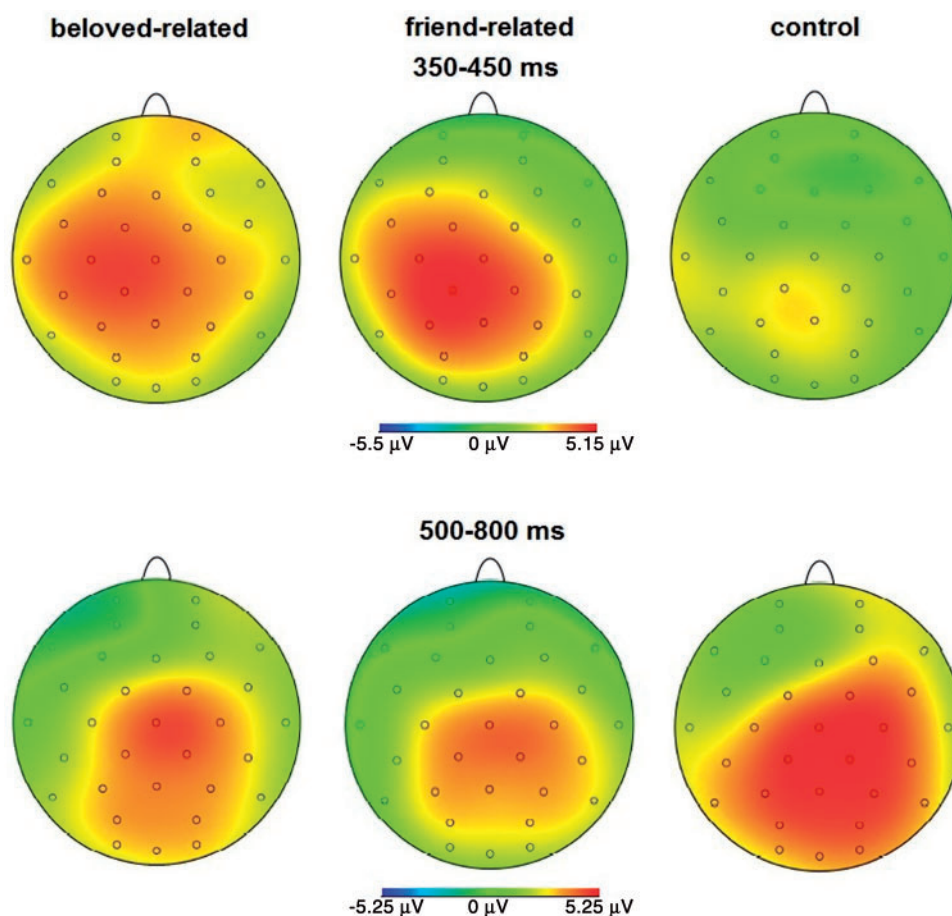 beloved-related friend-related control
350-450 ms
-5.5 µV 0 µV 5.15 µV
500-800 ms
-5.25 µV 0 µV 5.25 µV